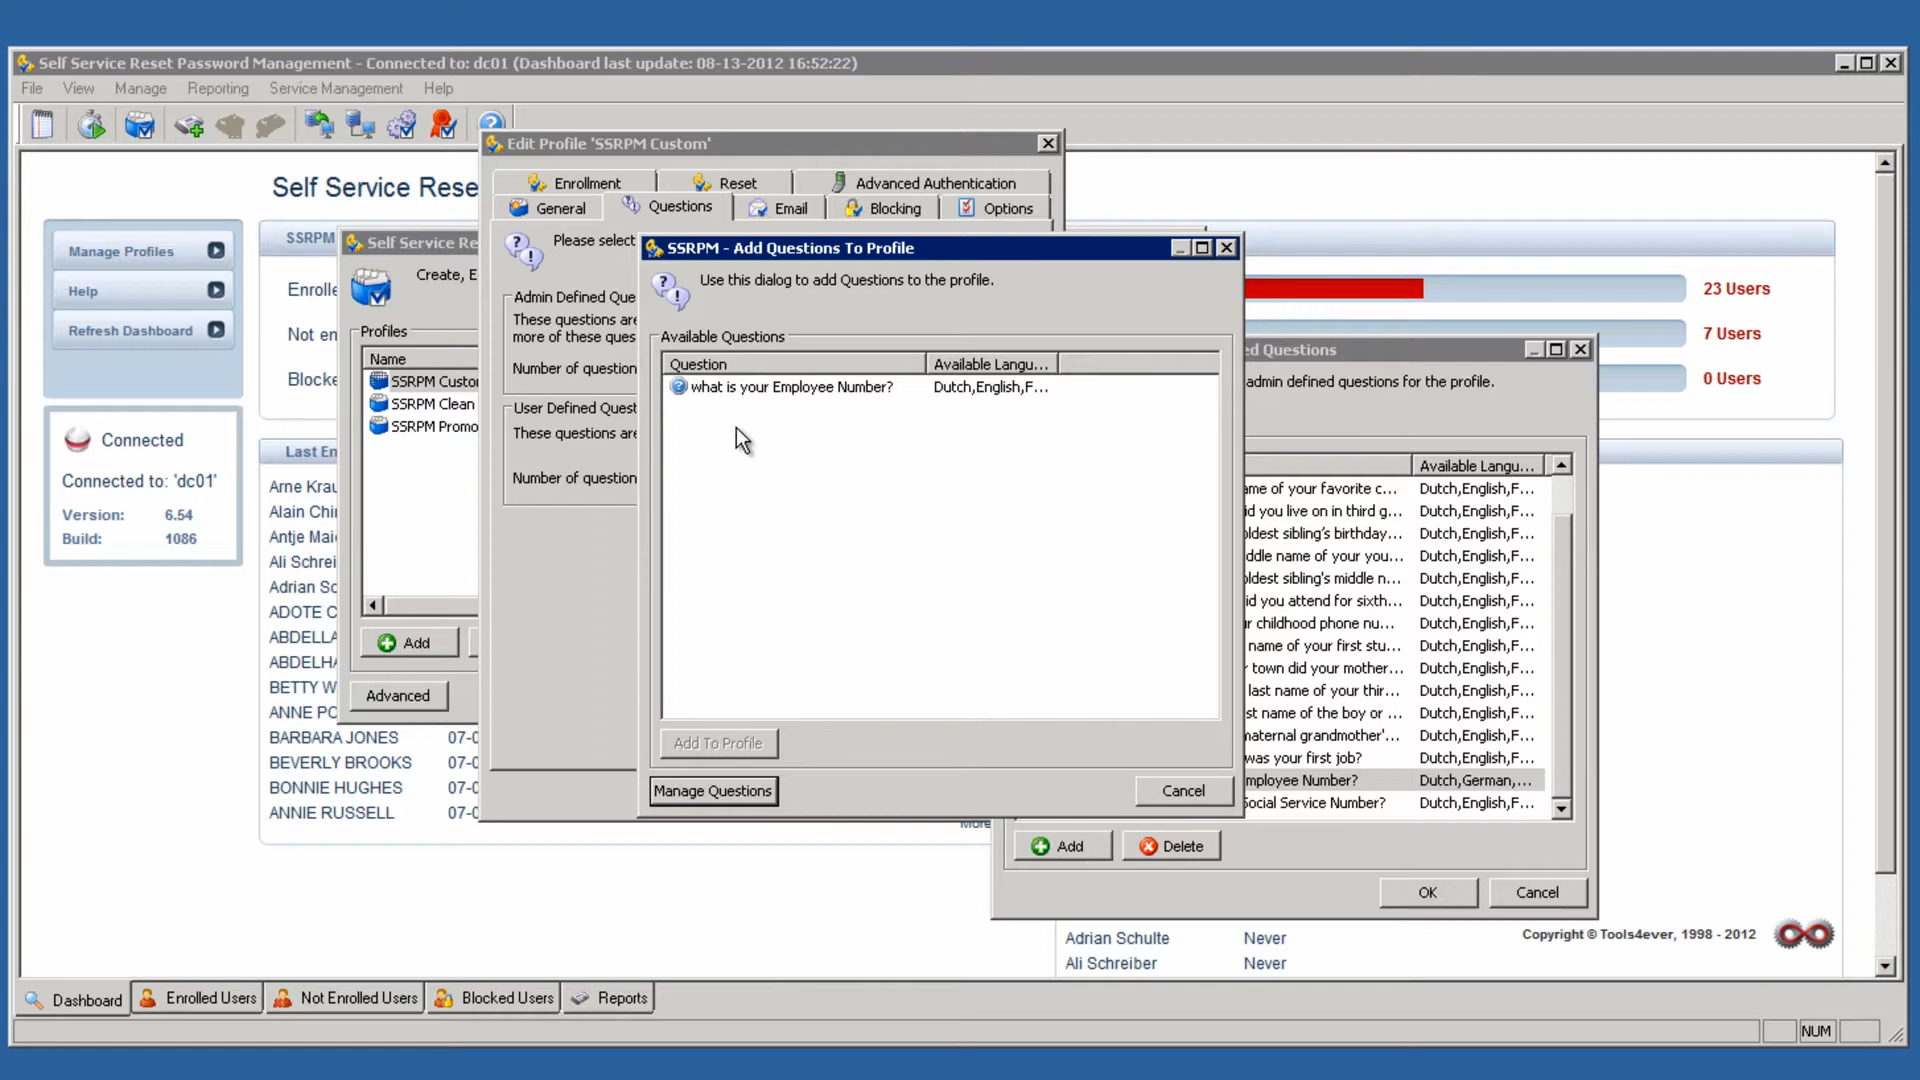 Self Service Reset Password Management - Connected to: dc01 (Dashboard last update: 08-13-2012 16:52:22)
File View Manage Reporting Service Management Help
Self Service Rese
Manage Profiles
Help
Refresh Dashboard
Connected
Connected to: 'dc01'
Version: 6.54
Build: 1086
SSRPM
Enrolle
Not en
Blocke
23 Users
7 Users
0 Users
Last En
Arne Krau
Alain Chir
Antje Maie
Ali Schrei
Adrian Sc
ADOTE C
ABDELLA
ABDELHA
BETTY W
ANNE PO
BARBARA JONES 07-0
BEVERLY BROOKS 07-0
BONNIE HUGHES 07-0
ANNIE RUSSELL 07-0
More
Adrian Schulte Never
Ali Schreiber Never
Copyright © Tools4ever, 1998 - 2012
Self Service Re
Create, E
Profiles
Name
SSRPM Custo
SSRPM Clean
SSRPM Promo
Add
Advanced
Edit Profile 'SSRPM Custom'
Enrollment Reset Advanced Authentication
General Questions Email Blocking Options
Please select
Admin Defined Que
These questions are
more of these ques
Number of question
User Defined Quest
These questions are
Number of question
SSRPM - Add Questions To Profile
Use this dialog to add Questions to the profile.
Available Questions
Question Available Langu...
what is your Employee Number? Dutch,English,F...
Add To Profile
Manage Questions Cancel
ed Questions
admin defined questions for the profile.
Available Langu...
ame of your favorite c... Dutch,English,F...
id you live on in third g... Dutch,English,F...
oldest sibling's birthday... Dutch,English,F...
ddle name of your you... Dutch,English,F...
oldest sibling's middle n... Dutch,English,F...
id you attend for sixth... Dutch,English,F...
r childhood phone nu... Dutch,English,F...
name of your first stu... Dutch,English,F...
town did your mother... Dutch,English,F...
last name of your thir... Dutch,English,F...
st name of the boy or ... Dutch,English,F...
maternal grandmother'... Dutch,English,F...
was your first job? Dutch,English,F...
mployee Number? Dutch,German,...
Social Service Number? Dutch,English,F...
Add Delete
OK Cancel
Dashboard Enrolled Users Not Enrolled Users Blocked Users Reports
NUM